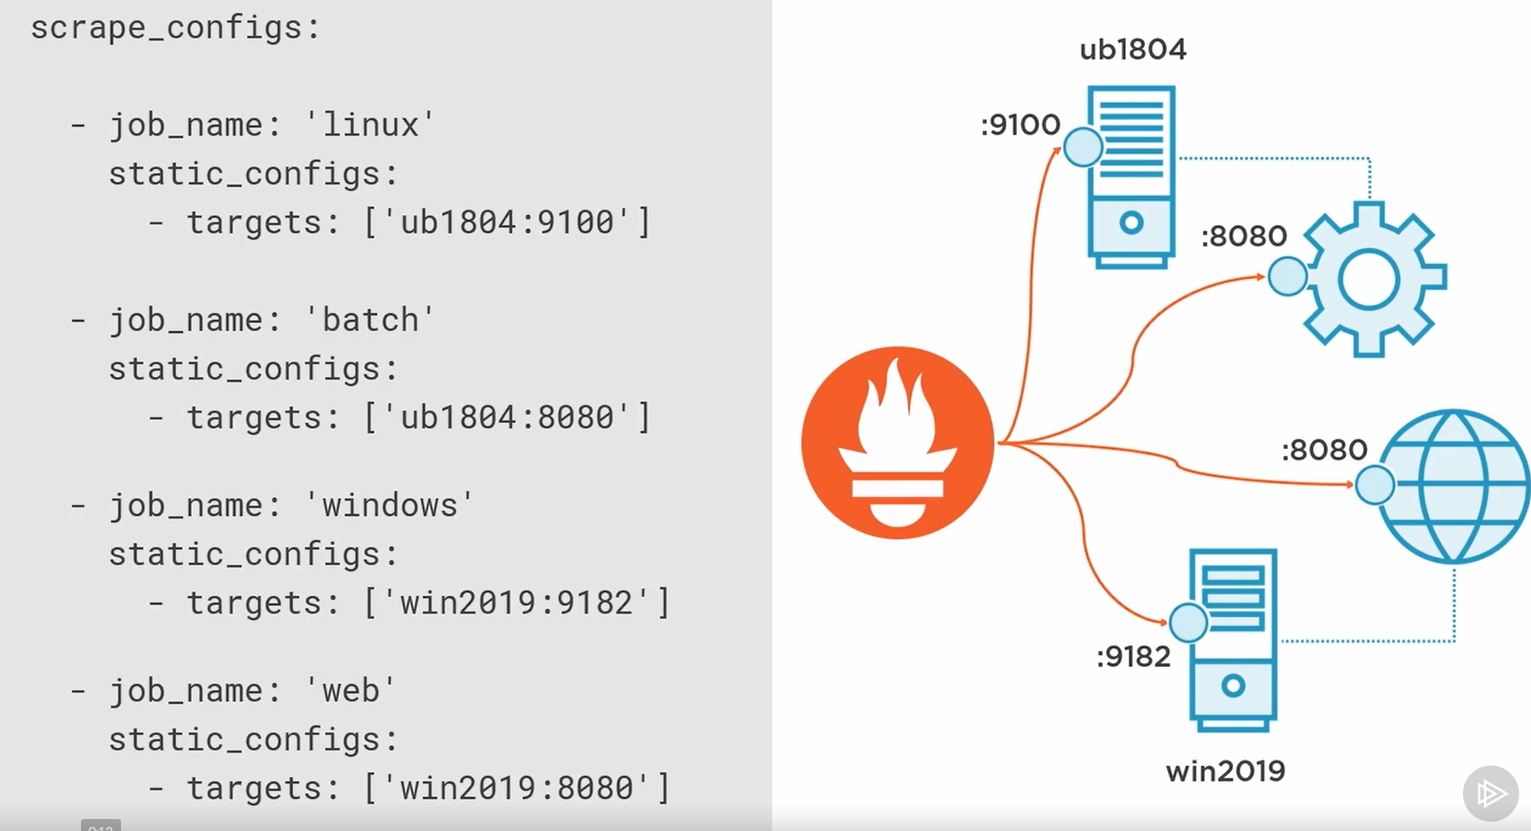 scrape_configs:
- job_name: 'linux'
static_configs:
- targets: ['ub1804:9100']
- job_name: 'batch'
static_configs:
- targets: ['ub1804:8080']
- job_name: 'windows'
static_configs:
- targets: ['win2019:9182']
- job_name: 'web'
static_configs:
- targets: ['win2019:8080']
ub1804
:9100
:8080
:8080
:9182
win2019